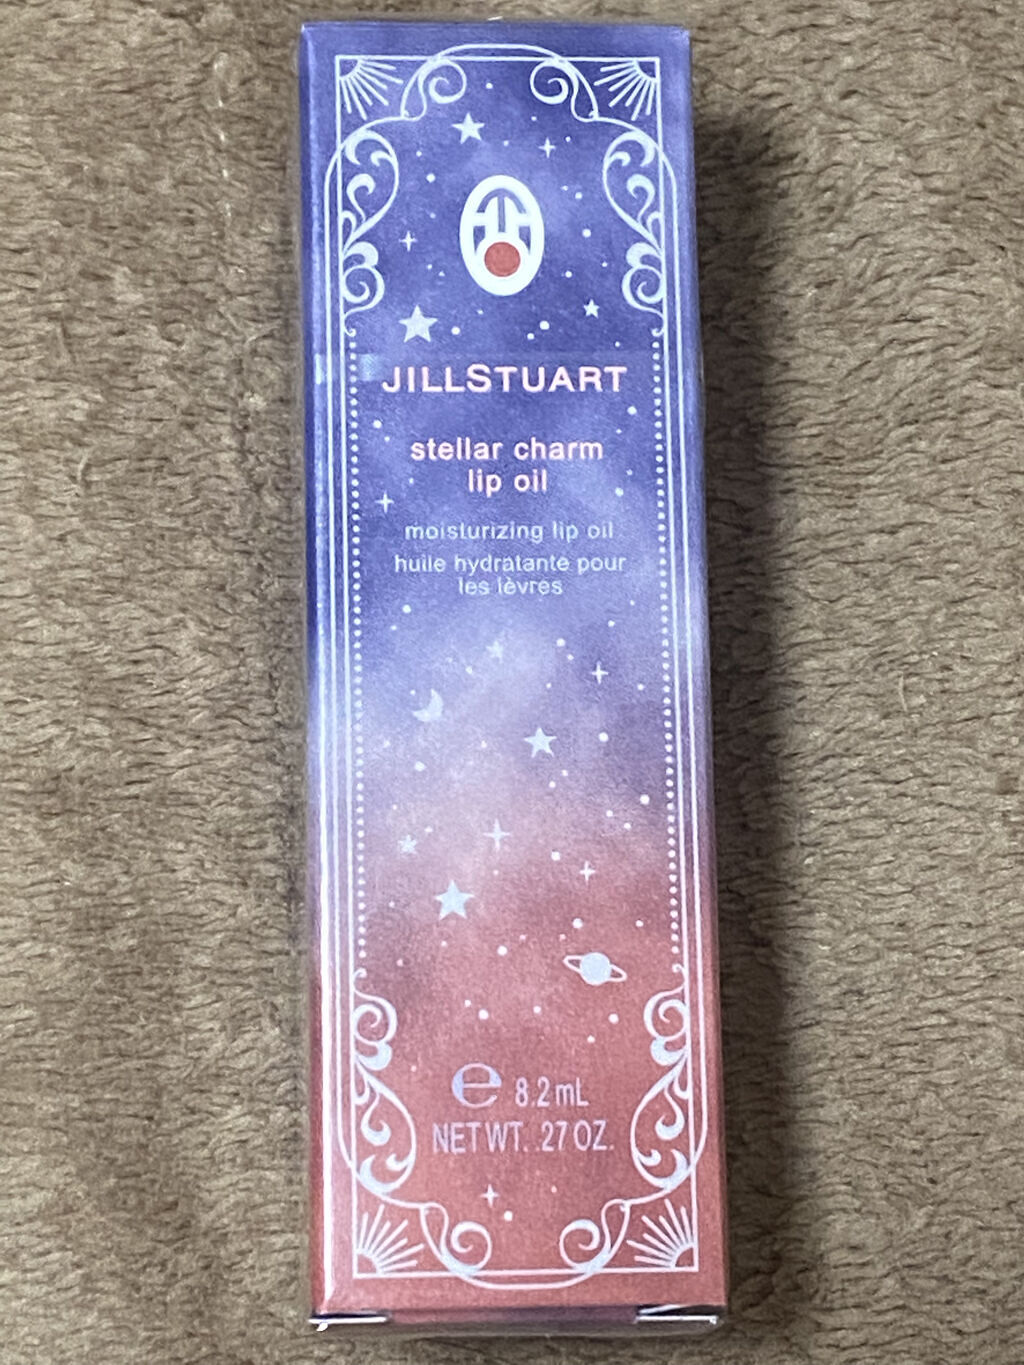 JILLSTUART
stellar charm
lip oil
moisturizing lip oil
huile hydratante pour
les lèvres
e 8.2mL
NET WT. .27 OZ.